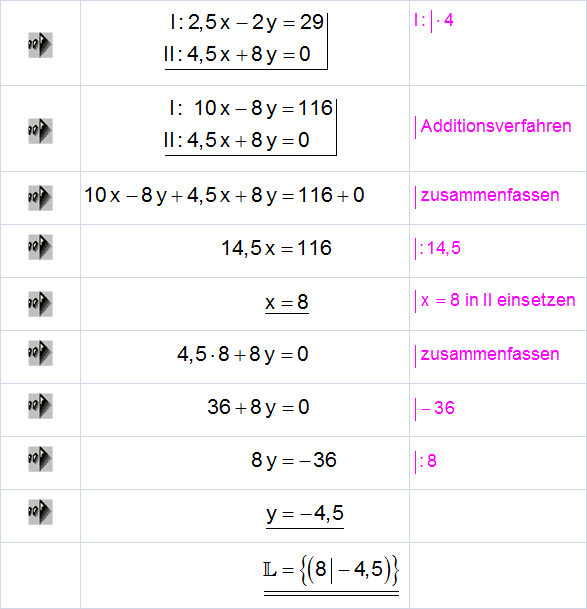 I: 2,5x − 2y = 29 I: | · 4
II: 4,5x + 8y = 0
I: 10x − 8y = 116
II: 4,5x + 8y = 0 | Additionsverfahren
10x − 8y + 4,5x + 8y = 116 + 0 | zusammenfassen
14,5x = 116 | : 14,5
x = 8 | x = 8 in II einsetzen
4,5 · 8 + 8y = 0 | zusammenfassen
36 + 8y = 0 | − 36
8y = −36 | : 8
y = −4,5
𝕃 = {(8 | − 4,5)}